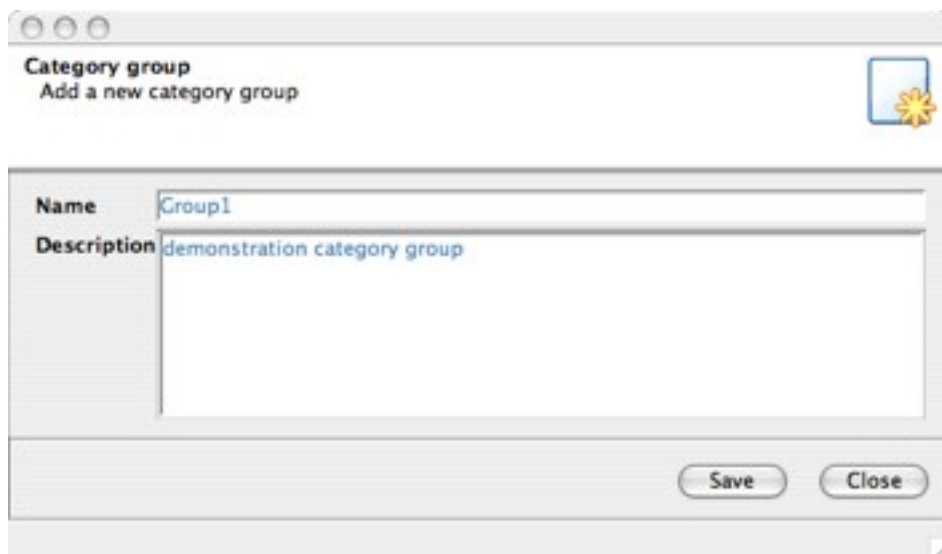 Category group
Add a new category group
Name Group1
Description demonstration category group
Save Close